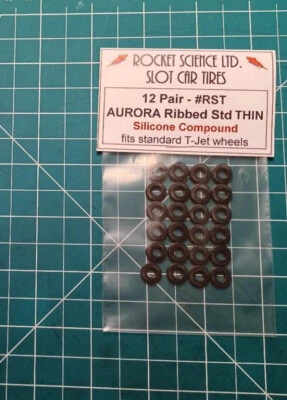 ROCKET SCIENCE LTD.
SLOT CAR TIRES
12 Pair - #RST
AURORA Ribbed Std THIN
Silicone Compound
fits standard T-Jet wheels